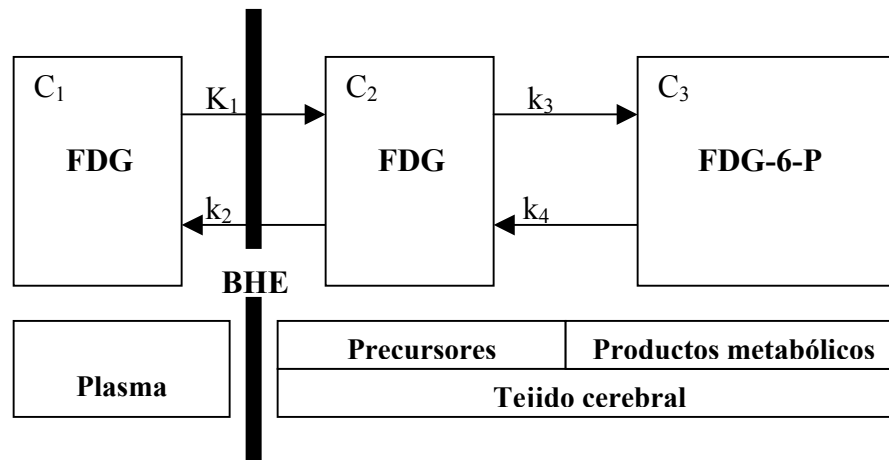 C₁
K₁
C₂
k₃
C₃
FDG
FDG
FDG-6-P
k₂
k₄
BHE
Precursores
Productos metabólicos
Plasma
Tejido cerebral